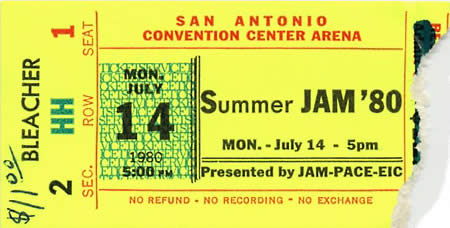 SAN ANTONIO
CONVENTION CENTER ARENA
BLEACHER
2 HH 1
SEC. ROW SEAT
$11.00
MON.
JULY
14
1980
5:00 PM
Summer JAM '80
MON. - July 14 - 5pm
Presented by JAM-PACE-EIC
NO REFUND - NO RECORDING - NO EXCHANGE